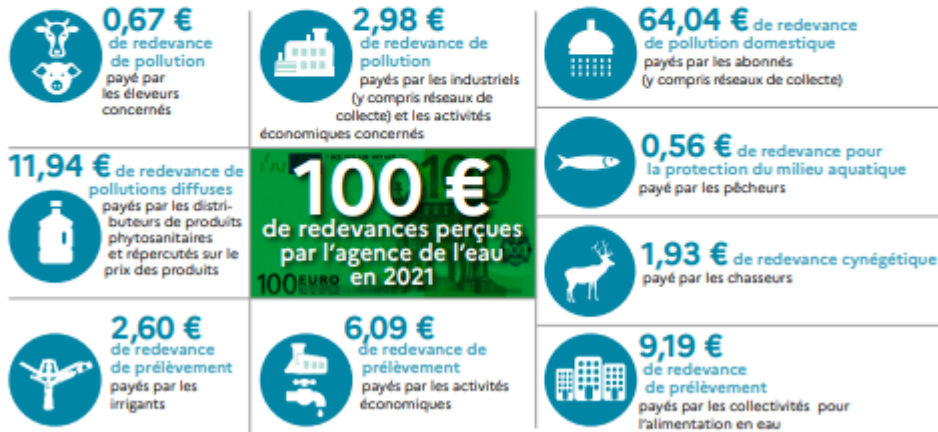 0,67 €
de redevance
de pollution
payé par
les éleveurs
concernés
2,98 €
de redevance de
pollution
payés par les industriels
(y compris réseaux de
collecte) et les activités
économiques concernés
64,04 € de redevance
de pollution domestique
payés par les abonnés
(y compris réseaux de collecte)
11,94 € de redevance de
pollutions diffuses
payés par les distri-
buteurs de produits
phytosanitaires
et répercutés sur le
prix des produits
100 €
de redevances perçues
par l'agence de l'eau
en 2021
100 EURO
0,56 € de redevance pour
la protection du milieu aquatique
payé par les pêcheurs
1,93 € de redevance cynégétique
payé par les chasseurs
2,60 €
de redevance
de prélèvement
payés par les
irrigants
6,09 €
de redevance de
prélèvement
payés par les activités
économiques
9,19 €
de redevance
de prélèvement
payés par les collectivités pour
l'alimentation en eau